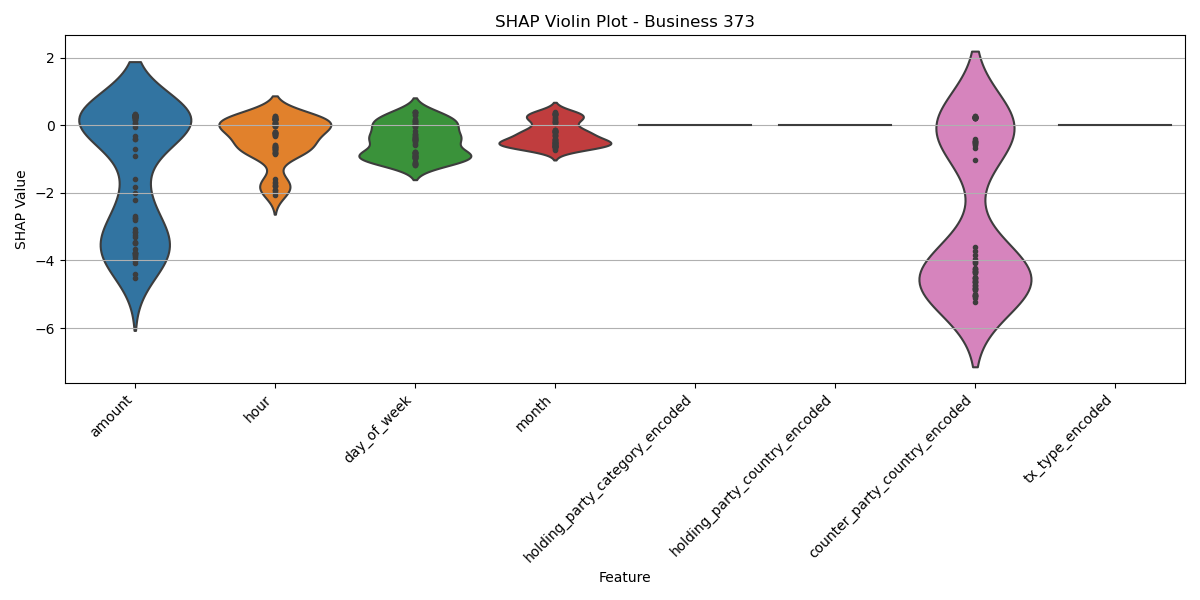 SHAP Violin Plot - Business 373
SHAP Value
2
0
−2
−4
−6
amount
hour
day_of_week
month
holding_party_category_encoded
holding_party_country_encoded
counter_party_country_encoded
tx_type_encoded
Feature